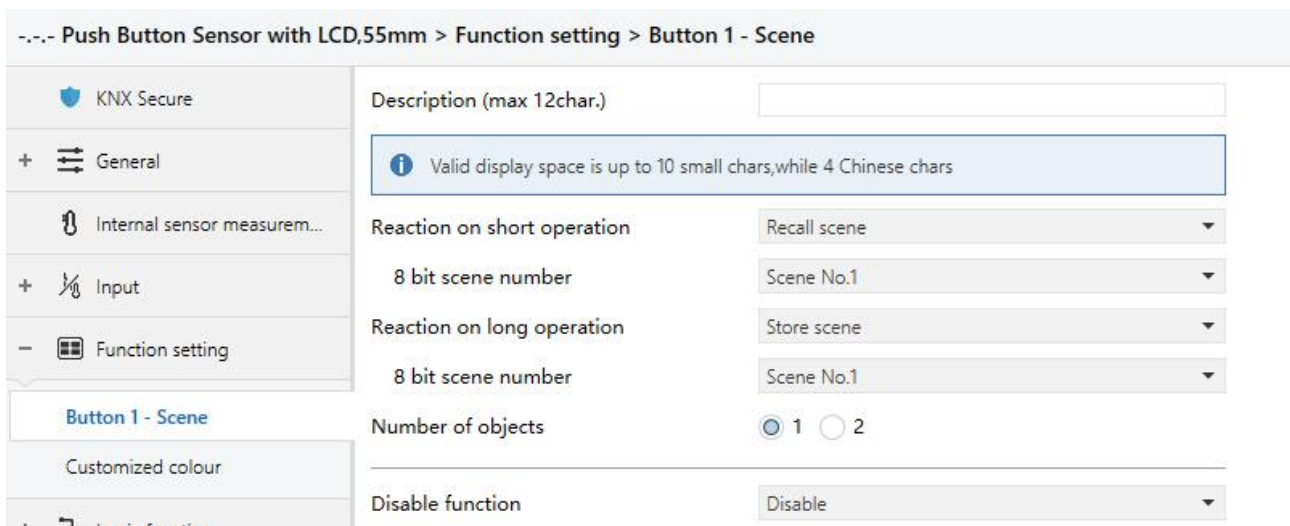 -.-.- Push Button Sensor with LCD,55mm > Function setting > Button 1 - Scene
KNX Secure
+ General
Internal sensor measurem...
+ Input
- Function setting
Button 1 - Scene
Customized colour
Description (max 12char.)
Valid display space is up to 10 small chars,while 4 Chinese chars
Reaction on short operation Recall scene
8 bit scene number Scene No.1
Reaction on long operation Store scene
8 bit scene number Scene No.1
Number of objects 1 2
Disable function Disable